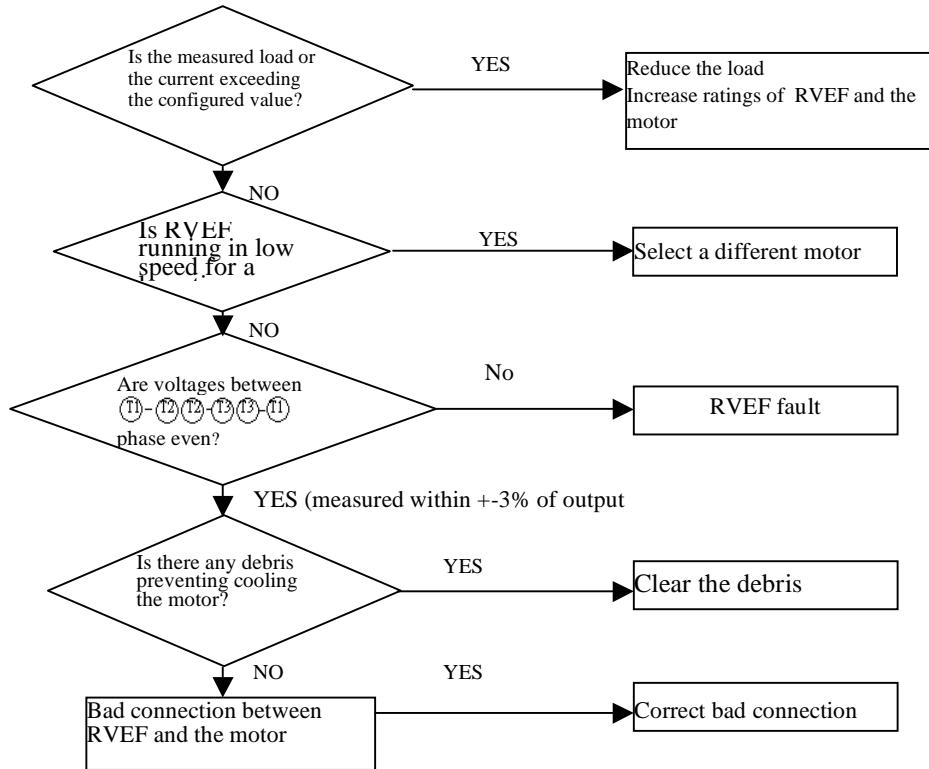 Is the measured load or
the current exceeding
the configured value?
YES
Reduce the load
Increase ratings of RVEF and the
motor
NO
Is RVEF
running in low
speed for a
YES
Select a different motor
NO
Are voltages between
T1-T2 T2-T3 T3-T1
phase even?
No
RVEF fault
YES (measured within +-3% of output
Is there any debris
preventing cooling
the motor?
YES
Clear the debris
NO
YES
Bad connection between
RVEF and the motor
Correct bad connection